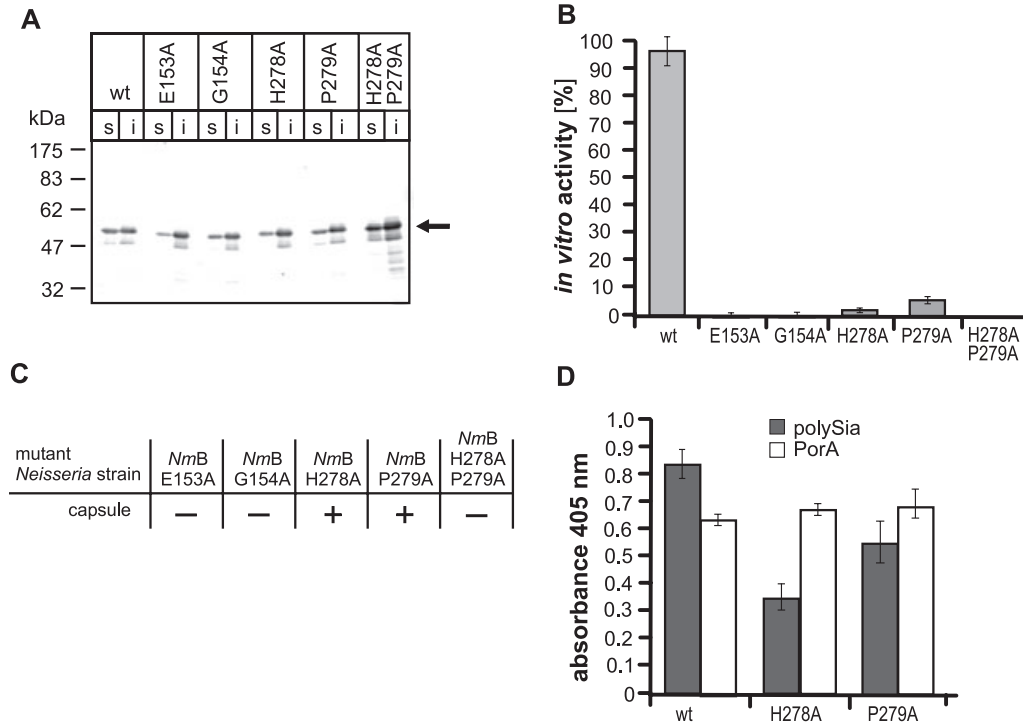 A
wt E153A G154A H278A P279A H278A P279A
kDa
s i s i s i s i s i s i
175
83
62
47
32
B
in vitro activity [%]
100
90
80
70
60
50
40
30
20
10
0
wt E153A G154A H278A P279A H278A
P279A
C
mutant
Neisseria strain
NmB
E153A
NmB
G154A
NmB
H278A
NmB
P279A
NmB
H278A
P279A
capsule − − + + −
D
absorbance 405 nm
1.0
0.9
0.8
0.7
0.6
0.5
0.4
0.3
0.2
0.1
0
polySia
PorA
wt H278A P279A